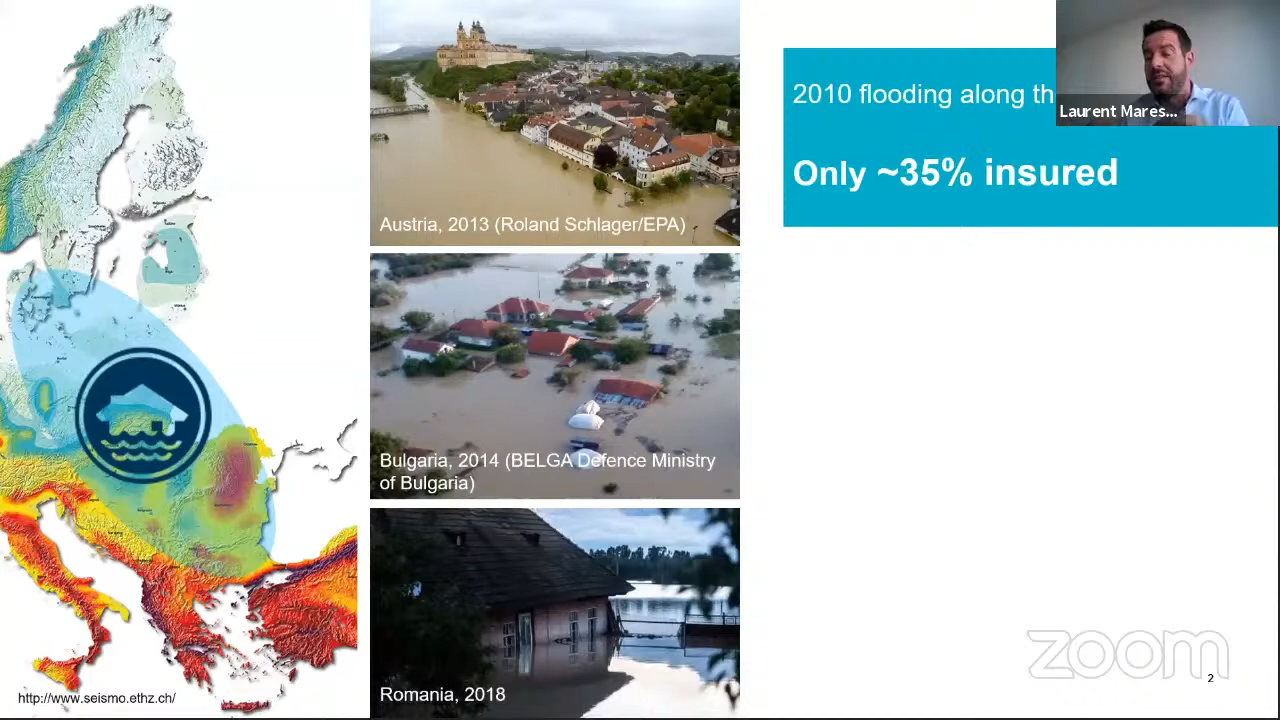 Austria, 2013 (Roland Schlager/EPA)
Bulgaria, 2014 (BELGA Defence Ministry
of Bulgaria)
Romania, 2018
http://www.seismo.ethz.ch/
2010 flooding along th
Only ~35% insured
Laurent Mares...
zoom
2